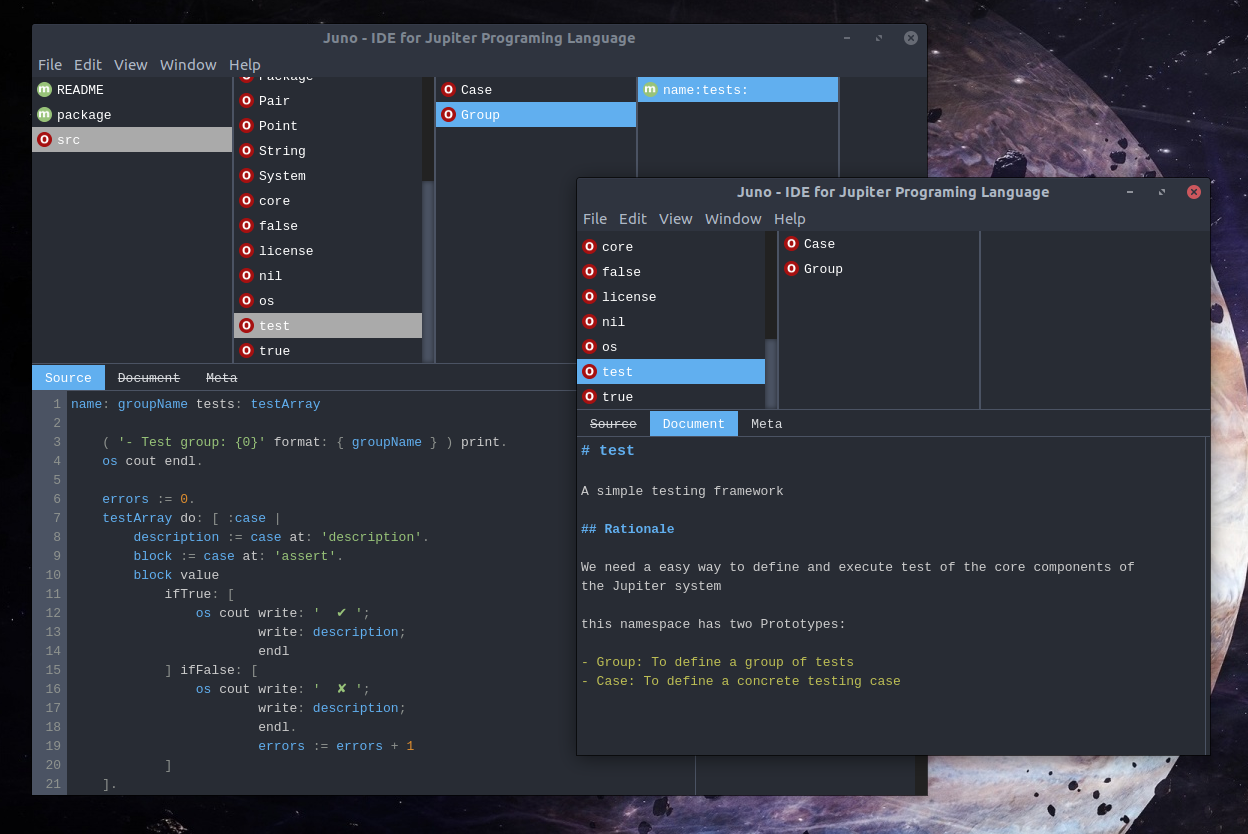 Juno - IDE for Jupiter Programing Language
File Edit View Window Help
m README
m package
O src
O Package
O Pair
O Point
O String
O System
O core
O false
O license
O nil
O os
O test
O true
O Case
O Group
m name:tests:
Source Document Meta
1 name: groupName tests: testArray
2
3 ( '- Test group: {0}' format: { groupName } ) print.
4 os cout endl.
5
6 errors := 0.
7 testArray do: [ :case |
8 description := case at: 'description'.
9 block := case at: 'assert'.
10 block value
11 ifTrue: [
12 os cout write: ' ✔ ';
13 write: description;
14 endl
15 ] ifFalse: [
16 os cout write: ' ✘ ';
17 write: description;
18 endl.
19 errors := errors + 1
20 ]
21 ].
Juno - IDE for Jupiter Programing Language
File Edit View Window Help
O core
O false
O license
O nil
O os
O test
O true
O Case
O Group
Source Document Meta
# test
A simple testing framework
## Rationale
We need a easy way to define and execute test of the core components of
the Jupiter system
this namespace has two Prototypes:
- Group: To define a group of tests
- Case: To define a concrete testing case